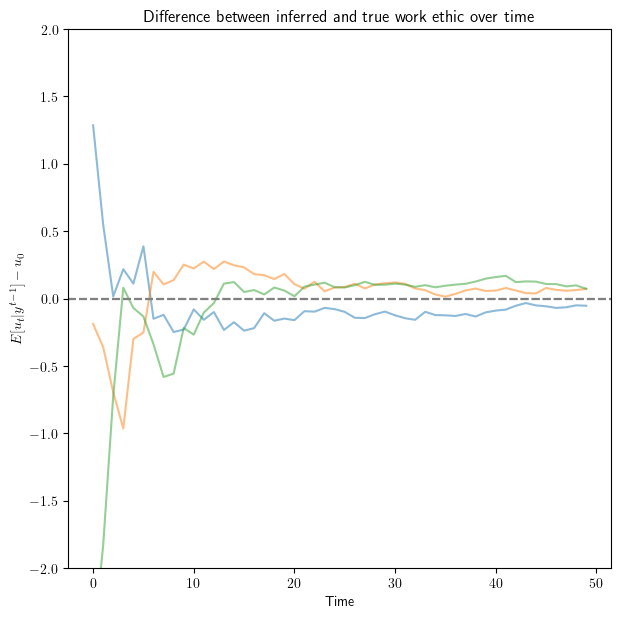 Difference between inferred and true work ethic over time
2.0
1.5
1.0
0.5
0.0
−0.5
−1.0
−1.5
−2.0
E[u_t|y^{t−1}] − u_0
0 10 20 30 40 50
Time